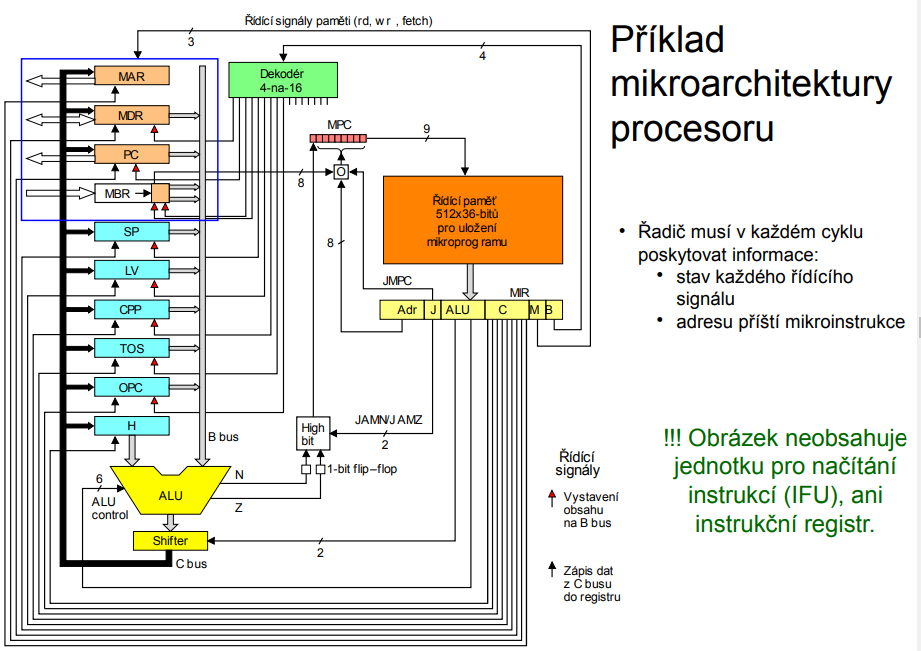 Řídící signály paměti (rd, w r , fetch)
3
4
Příklad
mikroarchitektury
procesoru
MAR
Dekodér
4-na-16
MDR
MPC
9
PC
O
8
MBR
Řídící paměť
512x36-bitů
pro uložení
mikroprog ramu
SP
8
LV
JMPC
MIR
Adr J ALU C M B
CPP
TOS
OPC
H
B bus
High
bit
JAMN/J AMZ
2
N
1-bit flip–flop
6
ALU
control
ALU
Z
Shifter
2
C bus
• Řadič musí v každém cyklu
poskytovat informace:
• stav každého řídícího
signálu
• adresu příští mikroinstrukce
!!! Obrázek neobsahuje
jednotku pro načítání
instrukcí (IFU), ani
instrukční registr.
Řídící
signály
Vystavení
obsahu
na B bus
Zápis dat
z C busu
do registru